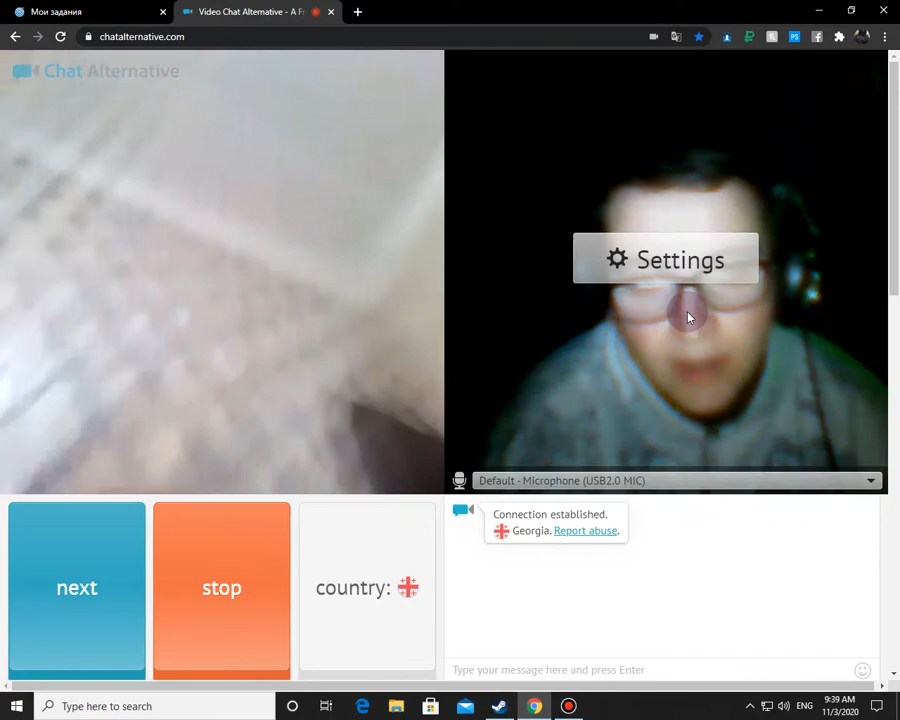 Мои задания
Video Chat Alternative - A Fr
chatalternative.com
Chat Alternative
Settings
Default - Microphone (USB2.0 MIC)
Connection established.
Georgia. Report abuse.
next
stop
country:
Type your message here and press Enter
Type here to search
ENG
9:39 AM
11/3/2020